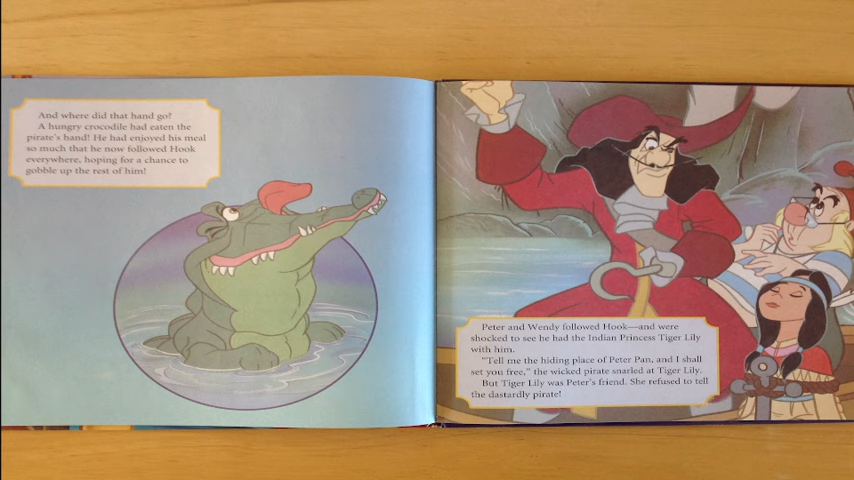 And where did that hand go?
A hungry crocodile had eaten the
pirate's hand! He had enjoyed his meal
so much that he now followed Hook
everywhere, hoping for a chance to
gobble up the rest of him!
Peter and Wendy followed Hook—and were
shocked to see he had the Indian Princess Tiger Lily
with him.
"Tell me the hiding place of Peter Pan, and I shall
set you free," the wicked pirate snarled at Tiger Lily.
But Tiger Lily was Peter's friend. She refused to tell
the dastardly pirate!